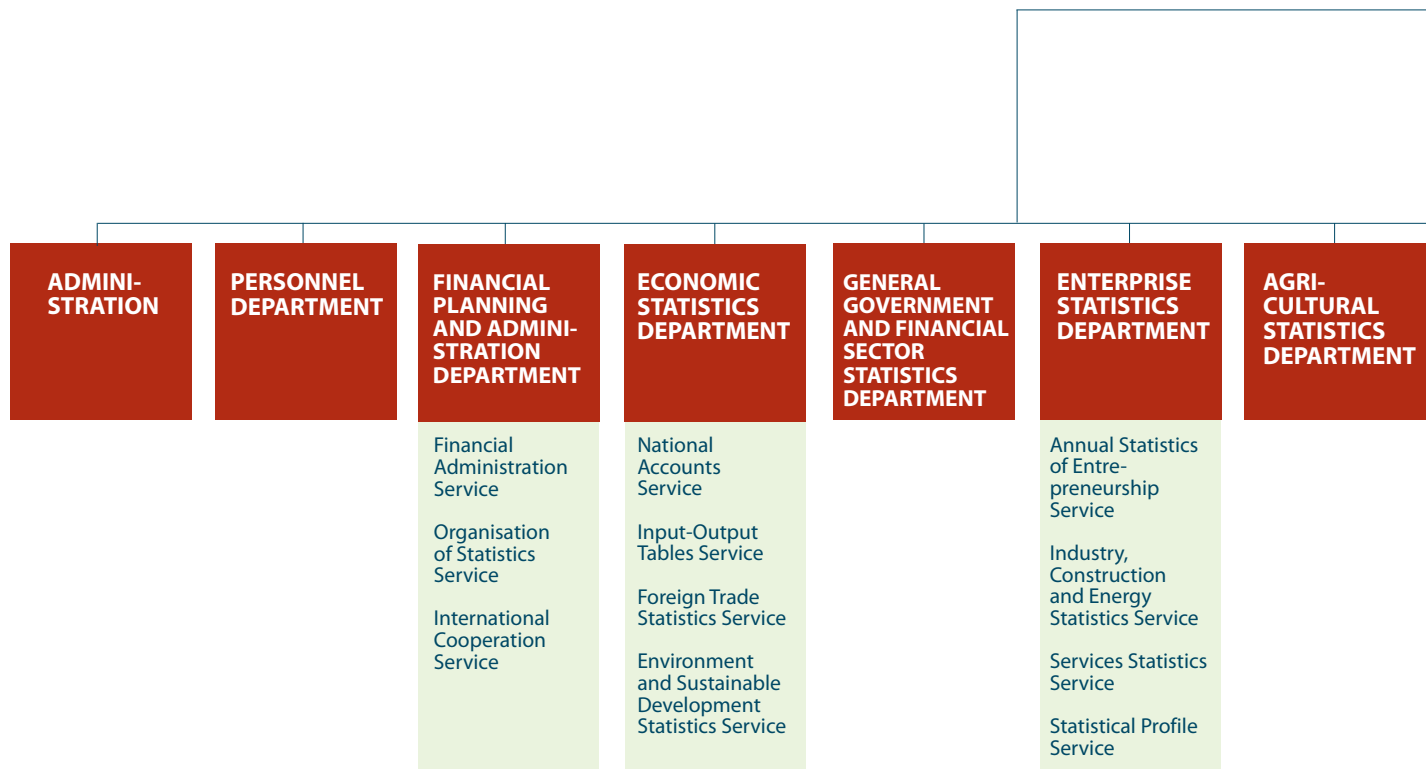 ADMINI-
STRATION
PERSONNEL
DEPARTMENT
FINANCIAL
PLANNING
AND ADMINI-
STRATION
DEPARTMENT
ECONOMIC
STATISTICS
DEPARTMENT
GENERAL
GOVERNMENT
AND FINANCIAL
SECTOR
STATISTICS
DEPARTMENT
ENTERPRISE
STATISTICS
DEPARTMENT
AGRI-
CULTURAL
STATISTICS
DEPARTMENT
Financial
Administration
Service
Organisation
of Statistics
Service
International
Cooperation
Service
National
Accounts
Service
Input-Output
Tables Service
Foreign Trade
Statistics Service
Environment
and Sustainable
Development
Statistics Service
Annual Statistics
of Entre-
preneurship
Service
Industry,
Construction
and Energy
Statistics Service
Services Statistics
Service
Statistical Profile
Service